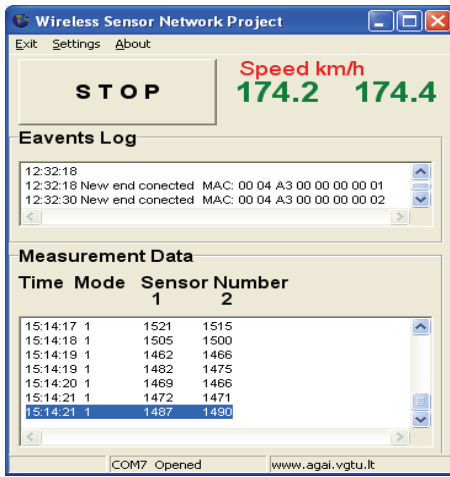 Wireless Sensor Network Project
Exit Settings About
STOP
Speed km/h
174.2 174.4
Eavents Log
12:32:18
12:32:18 New end conected MAC: 00 04 A3 00 00 00 00 01
12:32:30 New end conected MAC: 00 04 A3 00 00 00 00 02
Measurement Data
Time Mode Sensor Number
1 2
15:14:17 1 1521 1515
15:14:18 1 1505 1500
15:14:19 1 1462 1466
15:14:19 1 1482 1475
15:14:20 1 1469 1466
15:14:21 1 1472 1471
15:14:21 1 1487 1490
COM7 Opened www.agai.vgtu.lt